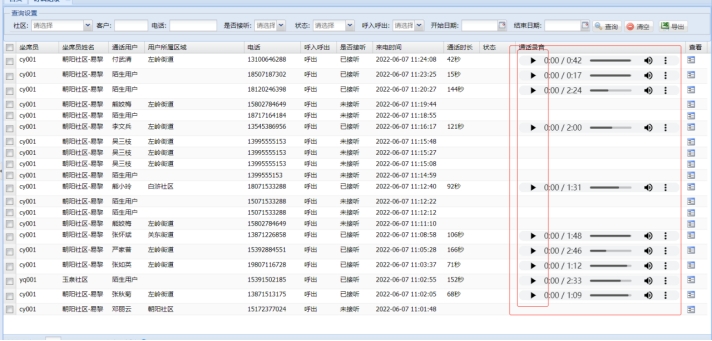 查询设置
社区: 请选择 客户: 电话: 是否接听: 请选择 状态: 请选择 呼入呼出: 请选择 开始日期: 结束日期: 查询 清空 导出
坐席员 坐席员姓名 通话用户 用户所属区域 电话 呼入呼出 是否接听 来电时间 通话时长 状态 通话录音 查看
cy001 朝阳社区-易黎 付武清 左岭街道 13100646288 呼出 已接听 2022-06-07 11:24:08 42秒 0:00 / 0:42
cy001 朝阳社区-易黎 陌生用户 18507187302 呼出 已接听 2022-06-07 11:23:25 15秒 0:00 / 0:17
cy001 朝阳社区-易黎 陌生用户 18120246398 呼出 已接听 2022-06-07 11:20:27 144秒 0:00 / 2:24
cy001 朝阳社区-易黎 左岭街道 15802784649 呼出 未接听 2022-06-07 11:19:44
cy001 朝阳社区-易黎 陌生用户 18717164184 呼出 未接听 2022-06-07 11:18:55
cy001 朝阳社区-易黎 李文兵 左岭街道 13545386956 呼出 已接听 2022-06-07 11:16:17 121秒 0:00 / 2:00
cy001 朝阳社区-易黎 吴三枝 左岭街道 13995555153 呼出 未接听 2022-06-07 11:15:48
cy001 朝阳社区-易黎 吴三枝 左岭街道 13995555153 呼出 未接听 2022-06-07 11:15:27
cy001 朝阳社区-易黎 吴三枝 左岭街道 13995555153 呼出 未接听 2022-06-07 11:15:08
cy001 朝阳社区-易黎 陌生用户 1399555153 呼出 未接听 2022-06-07 11:14:59
cy001 朝阳社区-易黎 熊小玲 白浒社区 18071533288 呼出 已接听 2022-06-07 11:12:40 92秒 0:00 / 1:31
cy001 朝阳社区-易黎 陌生用户 15071533288 呼出 未接听 2022-06-07 11:12:22
cy001 朝阳社区-易黎 陌生用户 15071533288 呼出 未接听 2022-06-07 11:12:12
cy001 朝阳社区-易黎 左岭街道 15802784649 呼出 未接听 2022-06-07 11:11:10
cy001 朝阳社区-易黎 张怀斌 关东街道 13871226858 呼出 已接听 2022-06-07 11:08:58 106秒 0:00 / 1:48
cy001 朝阳社区-易黎 严家普 左岭街道 15392884551 呼出 已接听 2022-06-07 11:05:28 166秒 0:00 / 2:46
cy001 朝阳社区-易黎 张如英 左岭街道 19807116728 呼出 已接听 2022-06-07 11:03:37 71秒 0:00 / 1:12
yq001 玉泉社区 陌生用户 15391502185 呼出 已接听 2022-06-07 11:02:55 152秒 0:00 / 2:33
cy001 朝阳社区-易黎 张秋菊 左岭街道 13871513175 呼出 已接听 2022-06-07 11:02:05 68秒 0:00 / 1:09
cy001 朝阳社区-易黎 邓丽云 朝阳社区 15172377024 呼出 未接听 2022-06-07 11:01:48